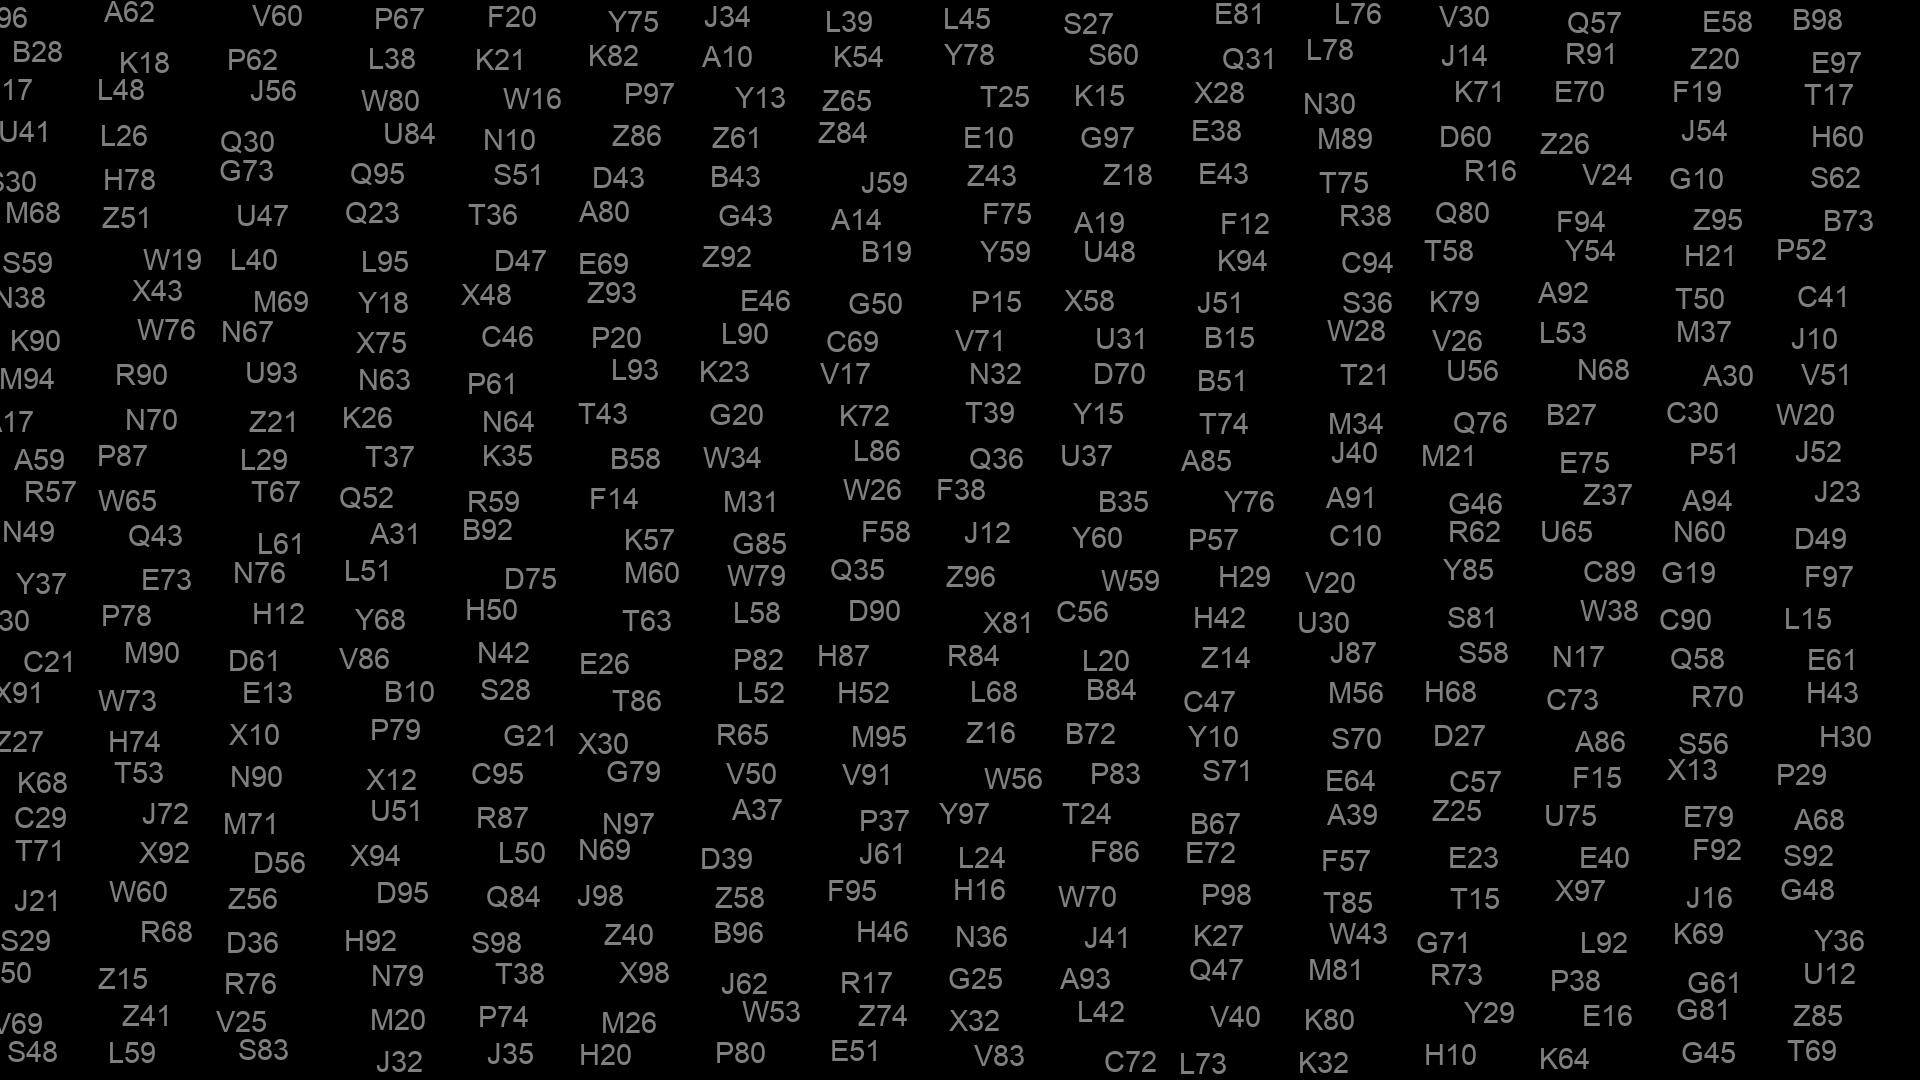 96 A62 V60 P67 F20 Y75 J34 L39 L45 S27 E81 L76 V30 Q57 E58 B98
B28 K18 P62 L38 K21 K82 A10 K54 Y78 S60 Q31 L78 J14 R91 Z20 E97
17 L48 J56 W80 W16 P97 Y13 Z65 T25 K15 X28 N30 K71 E70 F19 T17
U41 L26 Q30 U84 N10 Z86 Z61 Z84 E10 G97 E38 M89 D60 Z26 J54 H60
S30 H78 G73 Q95 S51 D43 B43 J59 Z43 Z18 E43 T75 R16 V24 G10 S62
M68 Z51 U47 Q23 T36 A80 G43 A14 F75 A19 F12 R38 Q80 F94 Z95 B73
S59 W19 L40 L95 D47 E69 Z92 B19 Y59 U48 K94 C94 T58 Y54 H21 P52
N38 X43 M69 Y18 X48 Z93 E46 G50 P15 X58 J51 S36 K79 A92 T50 C41
K90 W76 N67 X75 C46 P20 L90 C69 V71 U31 B15 W28 V26 L53 M37 J10
M94 R90 U93 N63 P61 L93 K23 V17 N32 D70 B51 T21 U56 N68 A30 V51
17 N70 Z21 K26 N64 T43 G20 K72 T39 Y15 T74 M34 Q76 B27 C30 W20
A59 P87 L29 T37 K35 B58 W34 L86 Q36 U37 A85 J40 M21 E75 P51 J52
R57 W65 T67 Q52 R59 F14 M31 W26 F38 B35 Y76 A91 G46 Z37 A94 J23
N49 Q43 L61 A31 B92 K57 G85 F58 J12 Y60 P57 C10 R62 U65 N60 D49
Y37 E73 N76 L51 D75 M60 W79 Q35 Z96 W59 H29 V20 Y85 C89 G19 F97
30 P78 H12 Y68 H50 T63 L58 D90 X81 C56 H42 U30 S81 W38 C90 L15
C21 M90 D61 V86 N42 E26 P82 H87 R84 L20 Z14 J87 S58 N17 Q58 E61
X91 W73 E13 B10 S28 T86 L52 H52 L68 B84 C47 M56 H68 C73 R70 H43
Z27 H74 X10 P79 G21 X30 R65 M95 Z16 B72 Y10 S70 D27 A86 S56 H30
K68 T53 N90 X12 C95 G79 V50 V91 W56 P83 S71 E64 C57 F15 X13 P29
C29 J72 M71 U51 R87 N97 A37 P37 Y97 T24 B67 A39 Z25 U75 E79 A68
T71 X92 D56 X94 L50 N69 D39 J61 L24 F86 E72 F57 E23 E40 F92 S92
J21 W60 Z56 D95 Q84 J98 Z58 F95 H16 W70 P98 T85 T15 X97 J16 G48
S29 R68 D36 H92 S98 Z40 B96 H46 N36 J41 K27 W43 G71 L92 K69 Y36
50 Z15 R76 N79 T38 X98 J62 R17 G25 A93 Q47 M81 R73 P38 G61 U12
V69 Z41 V25 M20 P74 M26 W53 Z74 X32 L42 V40 K80 Y29 E16 G81 Z85
S48 L59 S83 J32 J35 H20 P80 E51 V83 C72 L73 K32 H10 K64 G45 T69